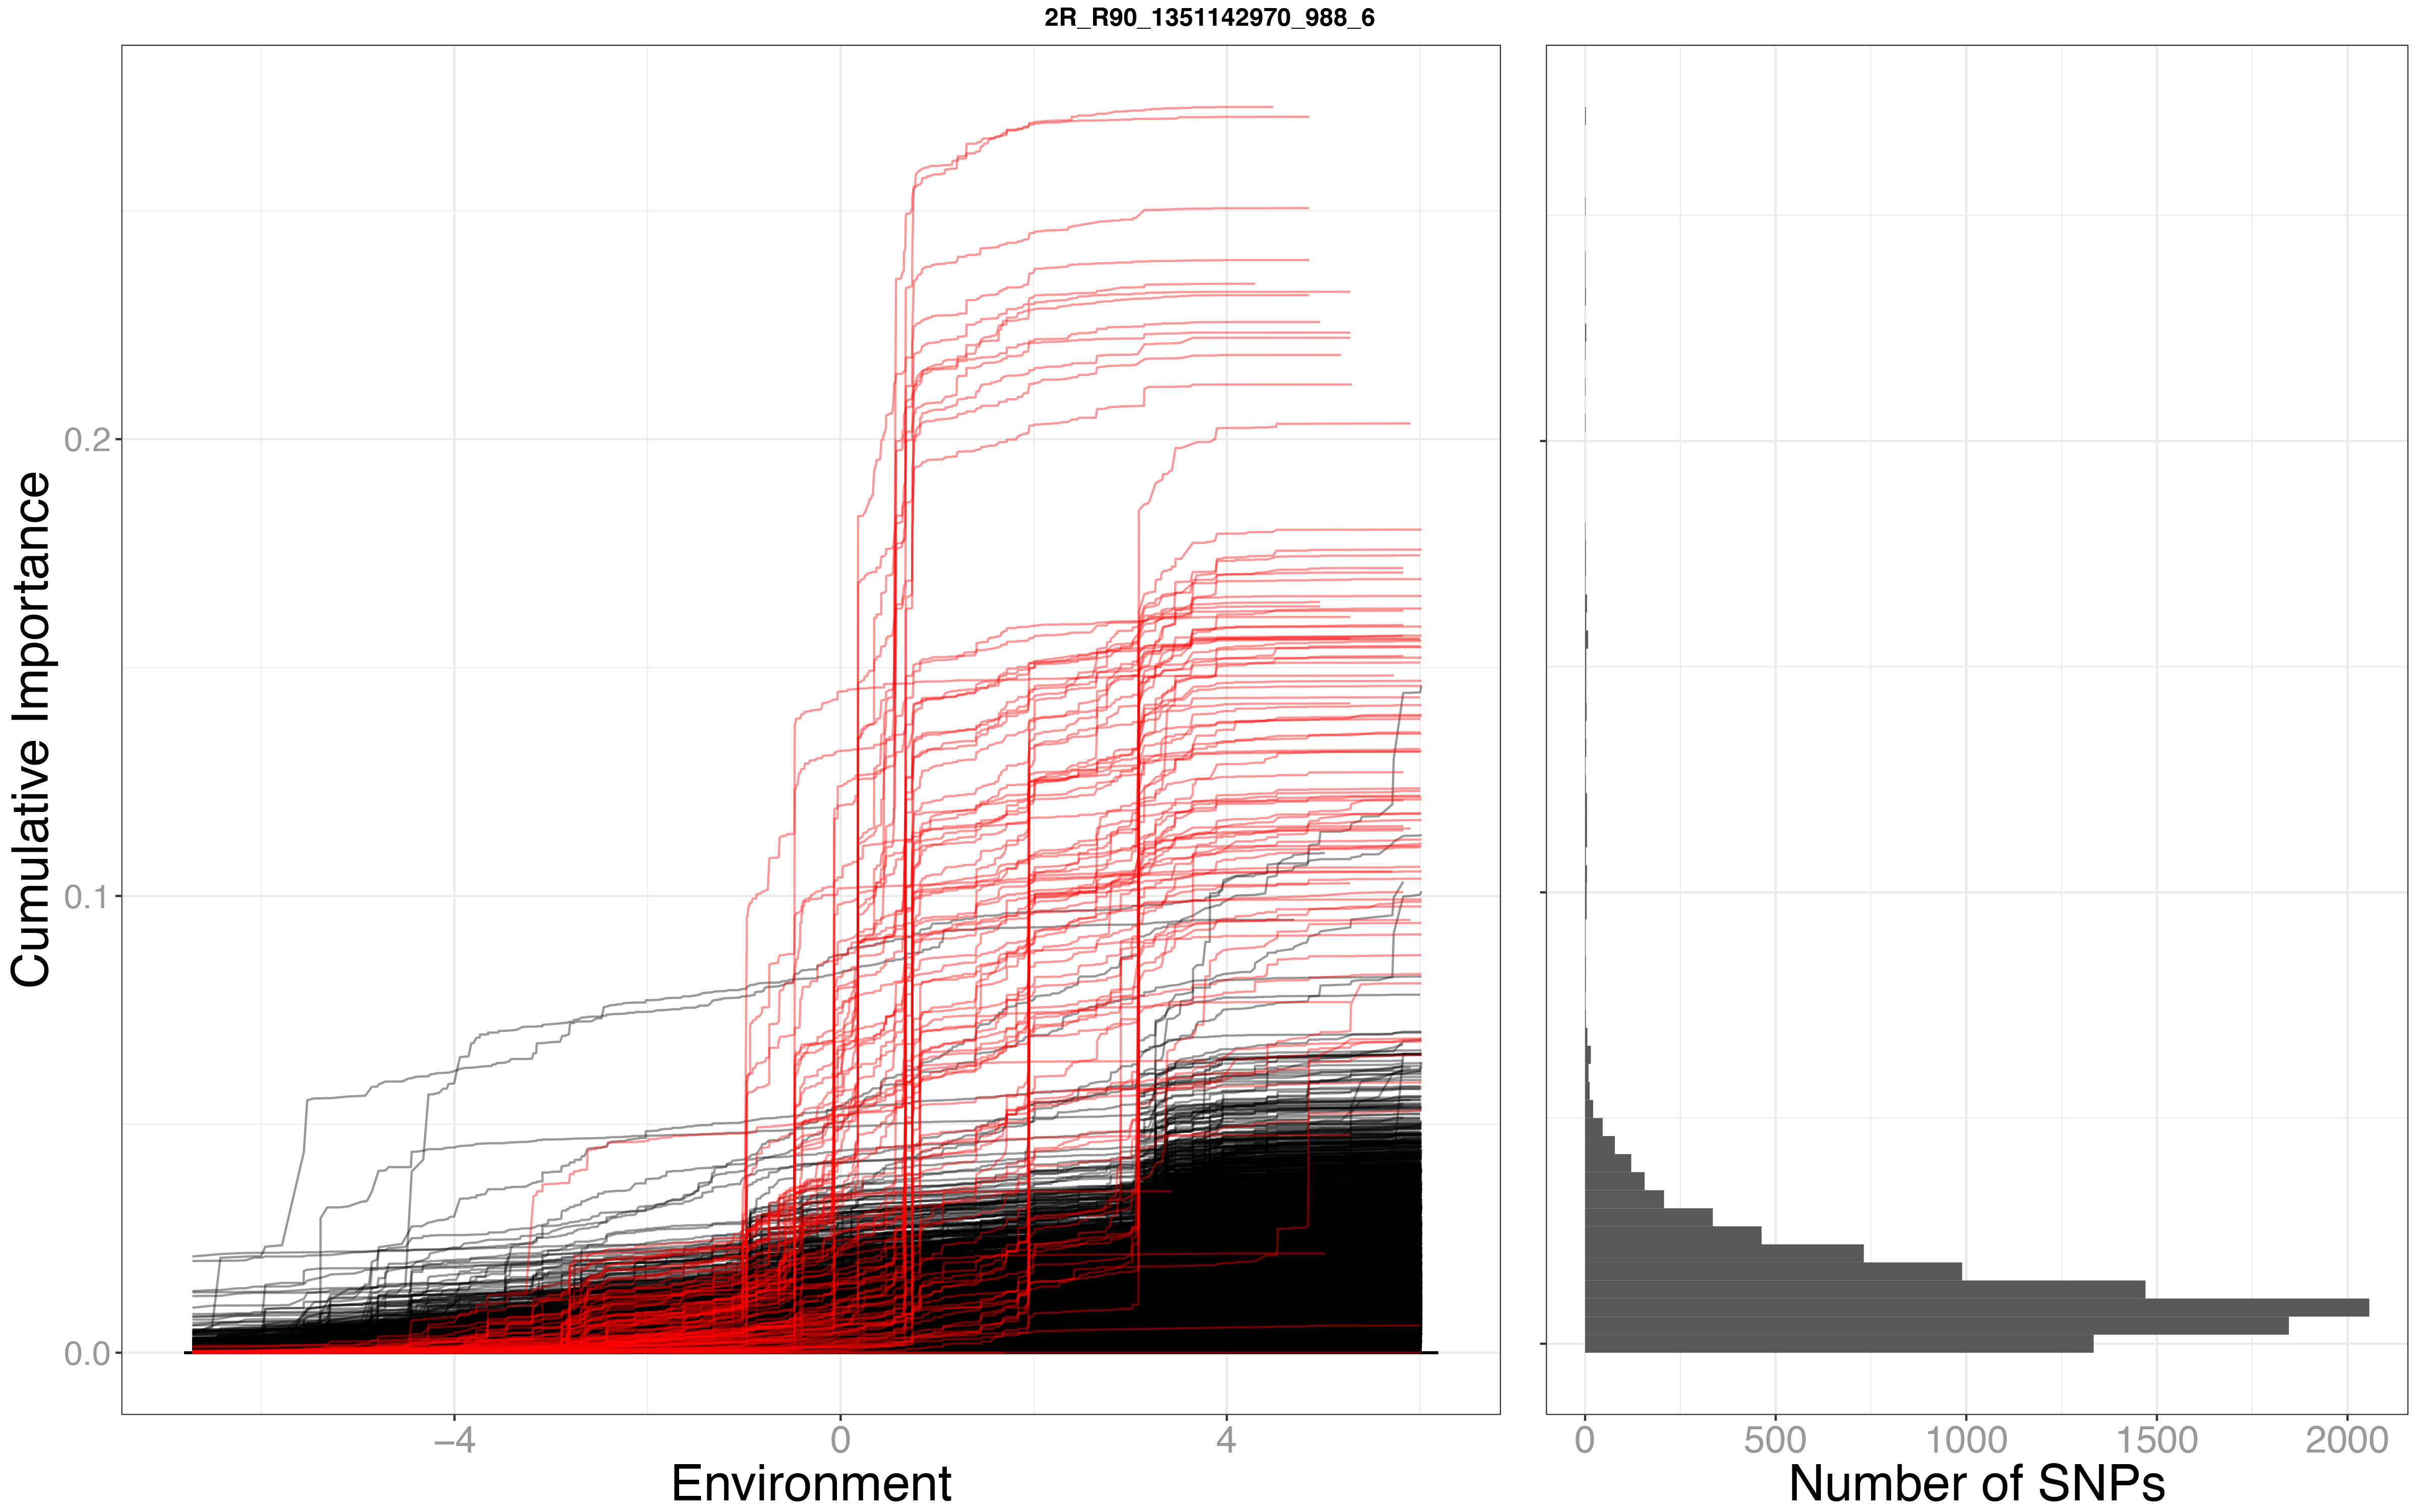 2R_R90_1351142970_988_6
Cumulative Importance
0.2
0.1
0.0
−4 0 4
Environment
0 500 1000 1500 2000
Number of SNPs